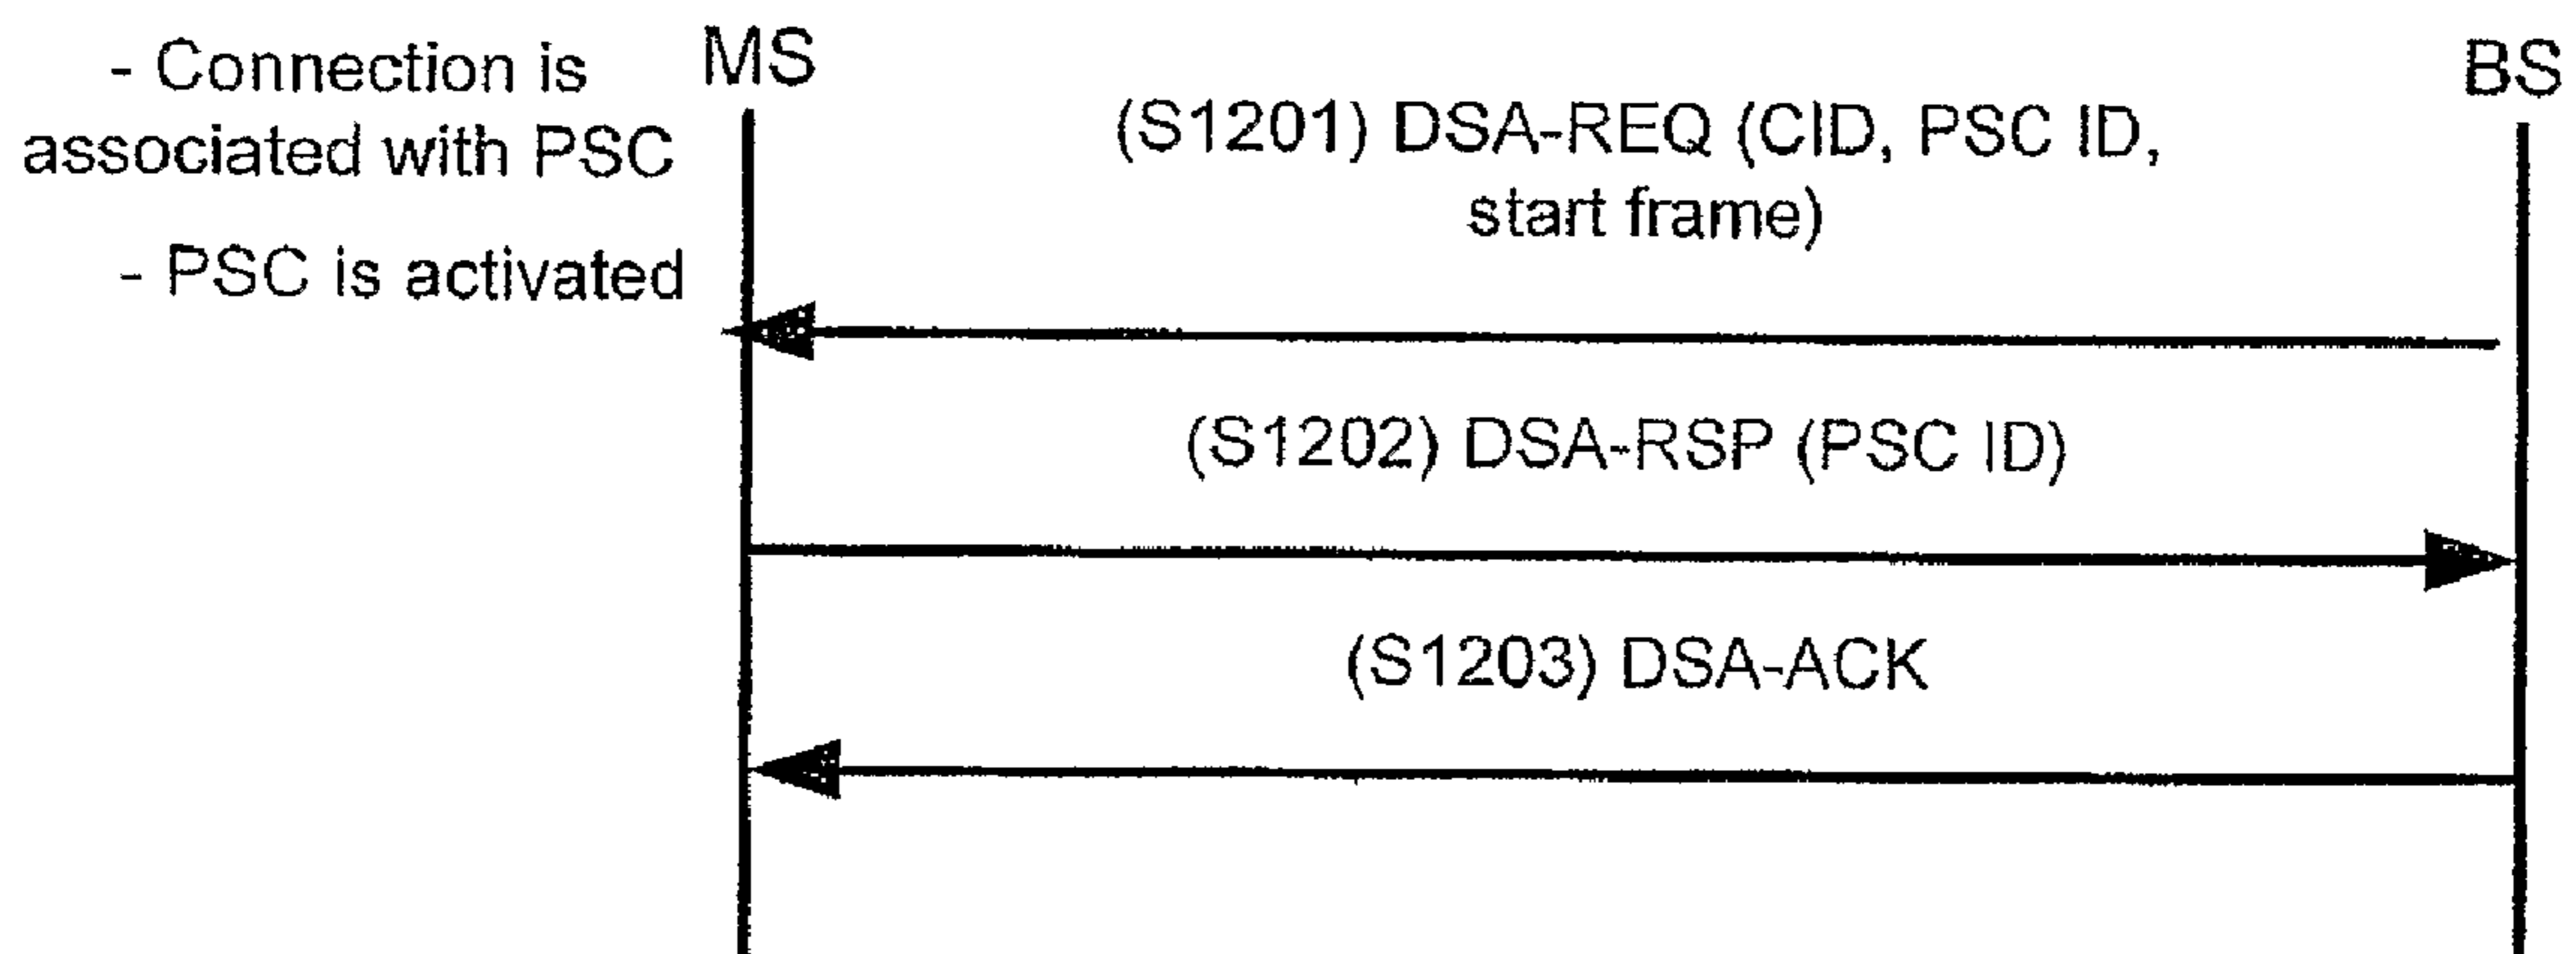 - Connection is
associated with PSC
- PSC is activated
MS
BS
(S1201) DSA-REQ (CID, PSC ID,
start frame)
(S1202) DSA-RSP (PSC ID)
(S1203) DSA-ACK